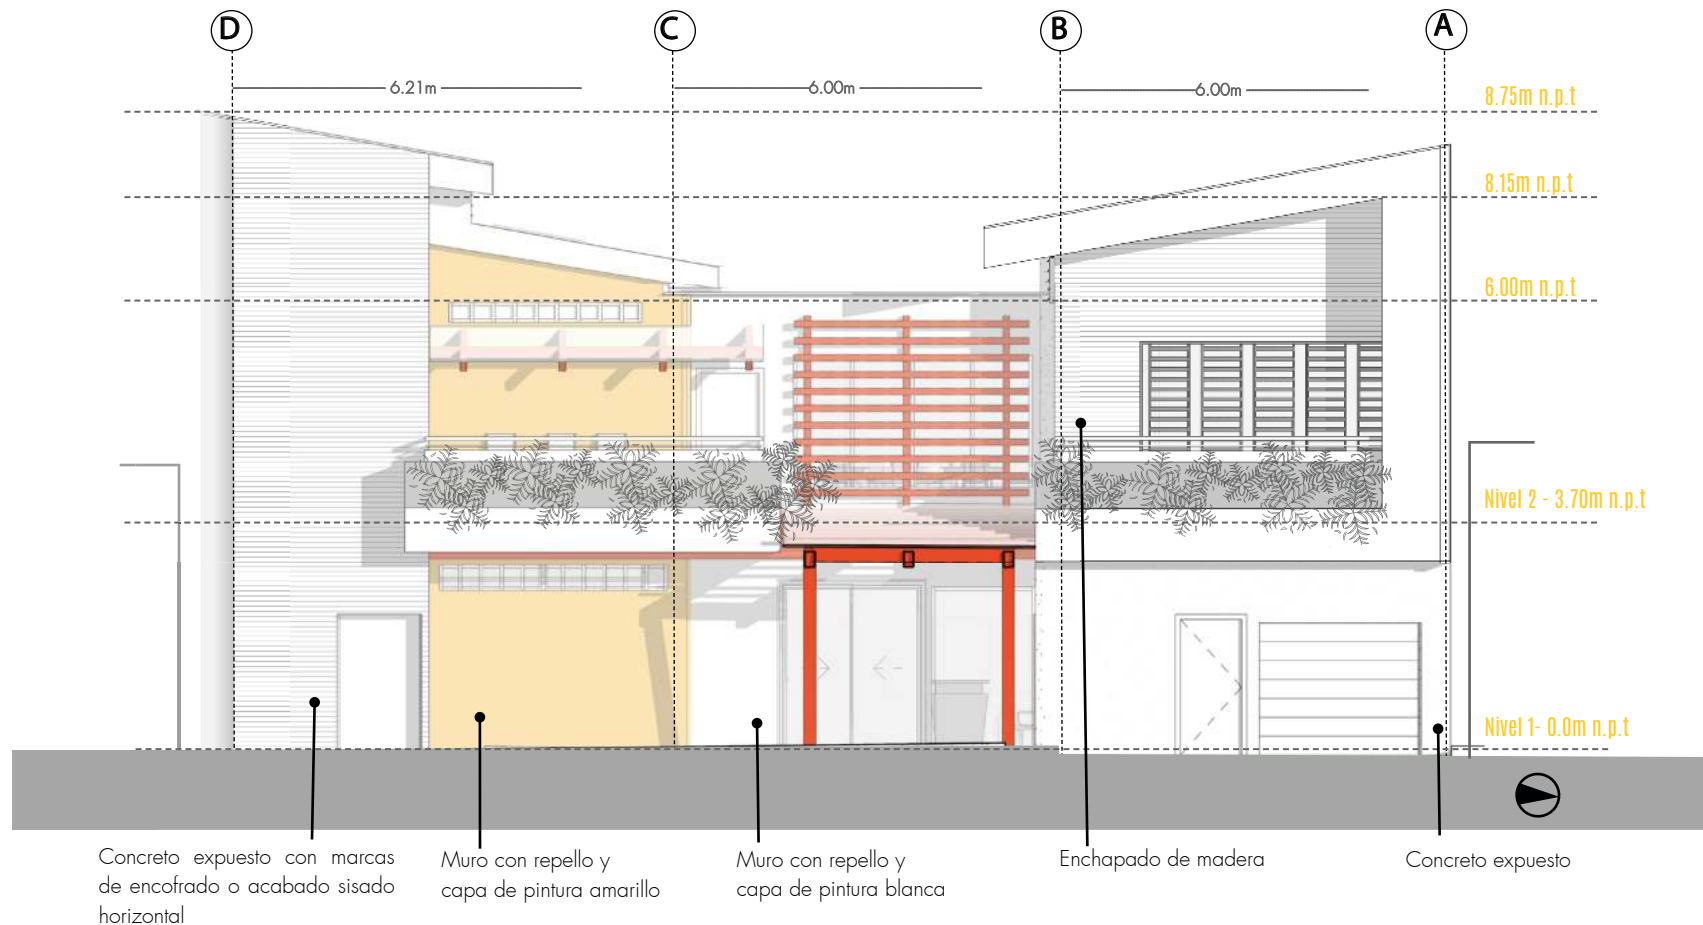 D C B A
6.21m 6.00m 6.00m
8.75m n.p.t
8.15m n.p.t
6.00m n.p.t
Nivel 2 - 3.70m n.p.t
Nivel 1- 0.0m n.p.t
Concreto expuesto con marcas
de encofrado o acabado sisado
horizontal
Muro con repello y
capa de pintura amarillo
Muro con repello y
capa de pintura blanca
Enchapado de madera
Concreto expuesto